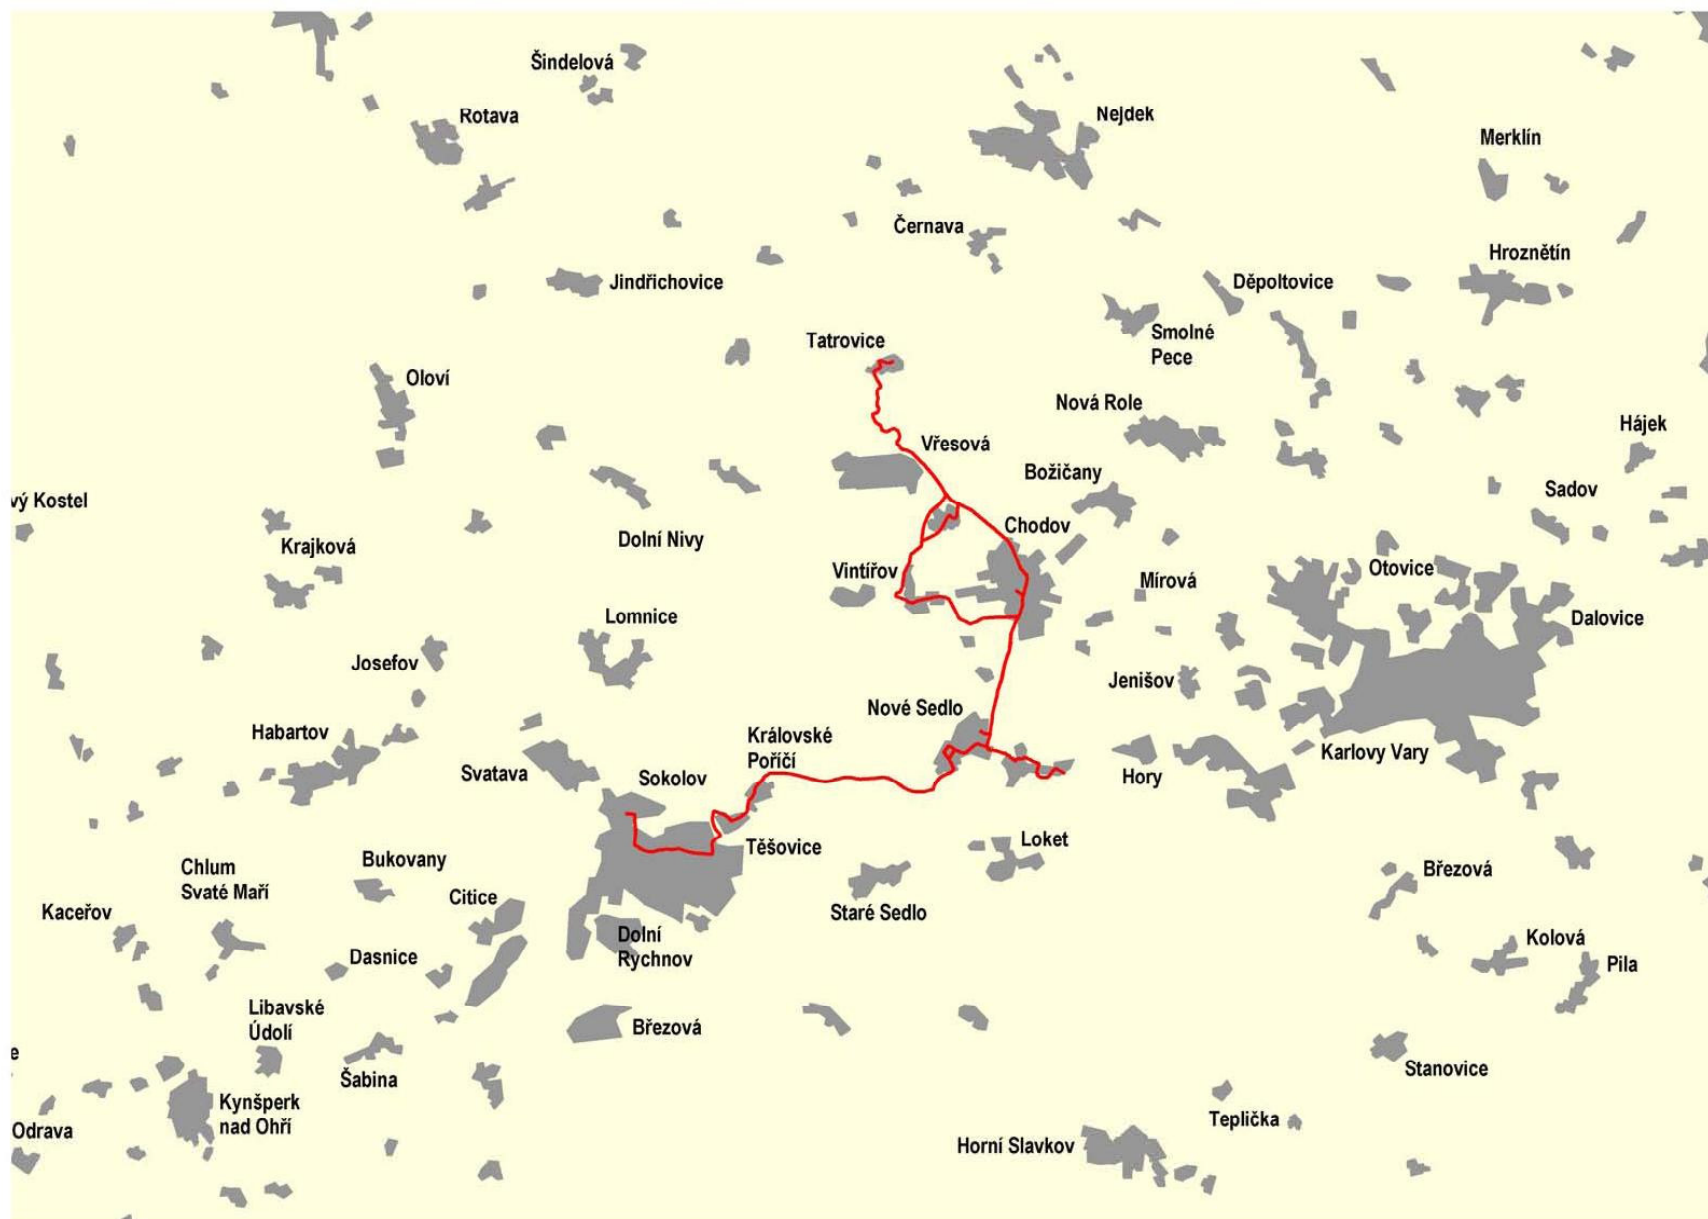 Šindelová
Rotava
Nejdek
Merklín
Černava
Hroznětín
Jindřichovice
Děpoltovice
Tatrovice
Smolné
Pece
Oloví
Nová Role
Hájek
Vřesová
Božičany
Sadov
vý Kostel
Dolní Nivy
Chodov
Krajková
Vintířov
Mírová
Otovice
Lomnice
Dalovice
Josefov
Jenišov
Nové Sedlo
Habartov
Královské
Poříčí
Karlovy Vary
Svatava
Sokolov
Hory
Těšovice
Loket
Bukovany
Chlum
Svaté Maří
Březová
Citice
Kaceřov
Staré Sedlo
Dolní
Rychnov
Kolová
Dasnice
Pila
Libavské
Údolí
Březová
e
Šabina
Stanovice
Kynšperk
nad Ohří
Teplička
Odrava
Horní Slavkov